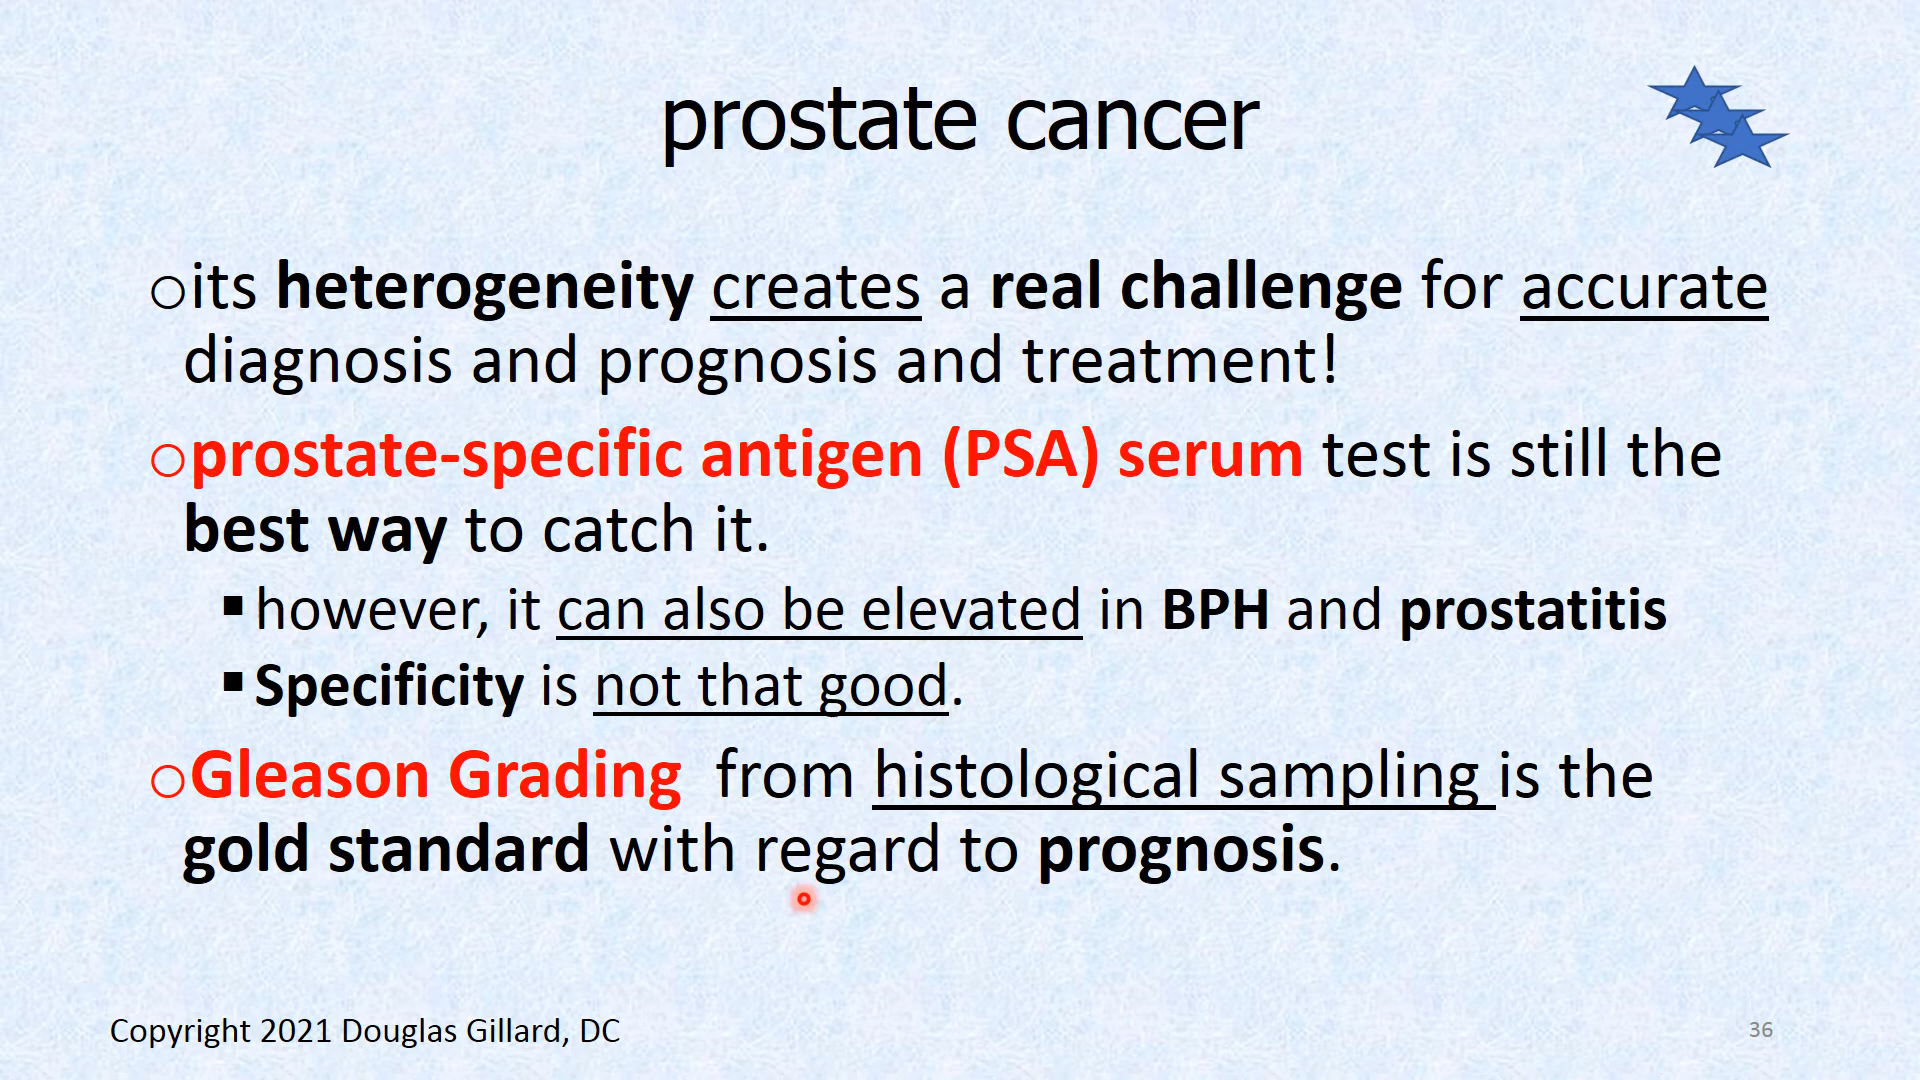 prostate cancer
its heterogeneity creates a real challenge for accurate
diagnosis and prognosis and treatment!
prostate-specific antigen (PSA) serum test is still the
best way to catch it.
however, it can also be elevated in BPH and prostatitis
Specificity is not that good.
Gleason Grading from histological sampling is the
gold standard with regard to prognosis.
Copyright 2021 Douglas Gillard, DC
36